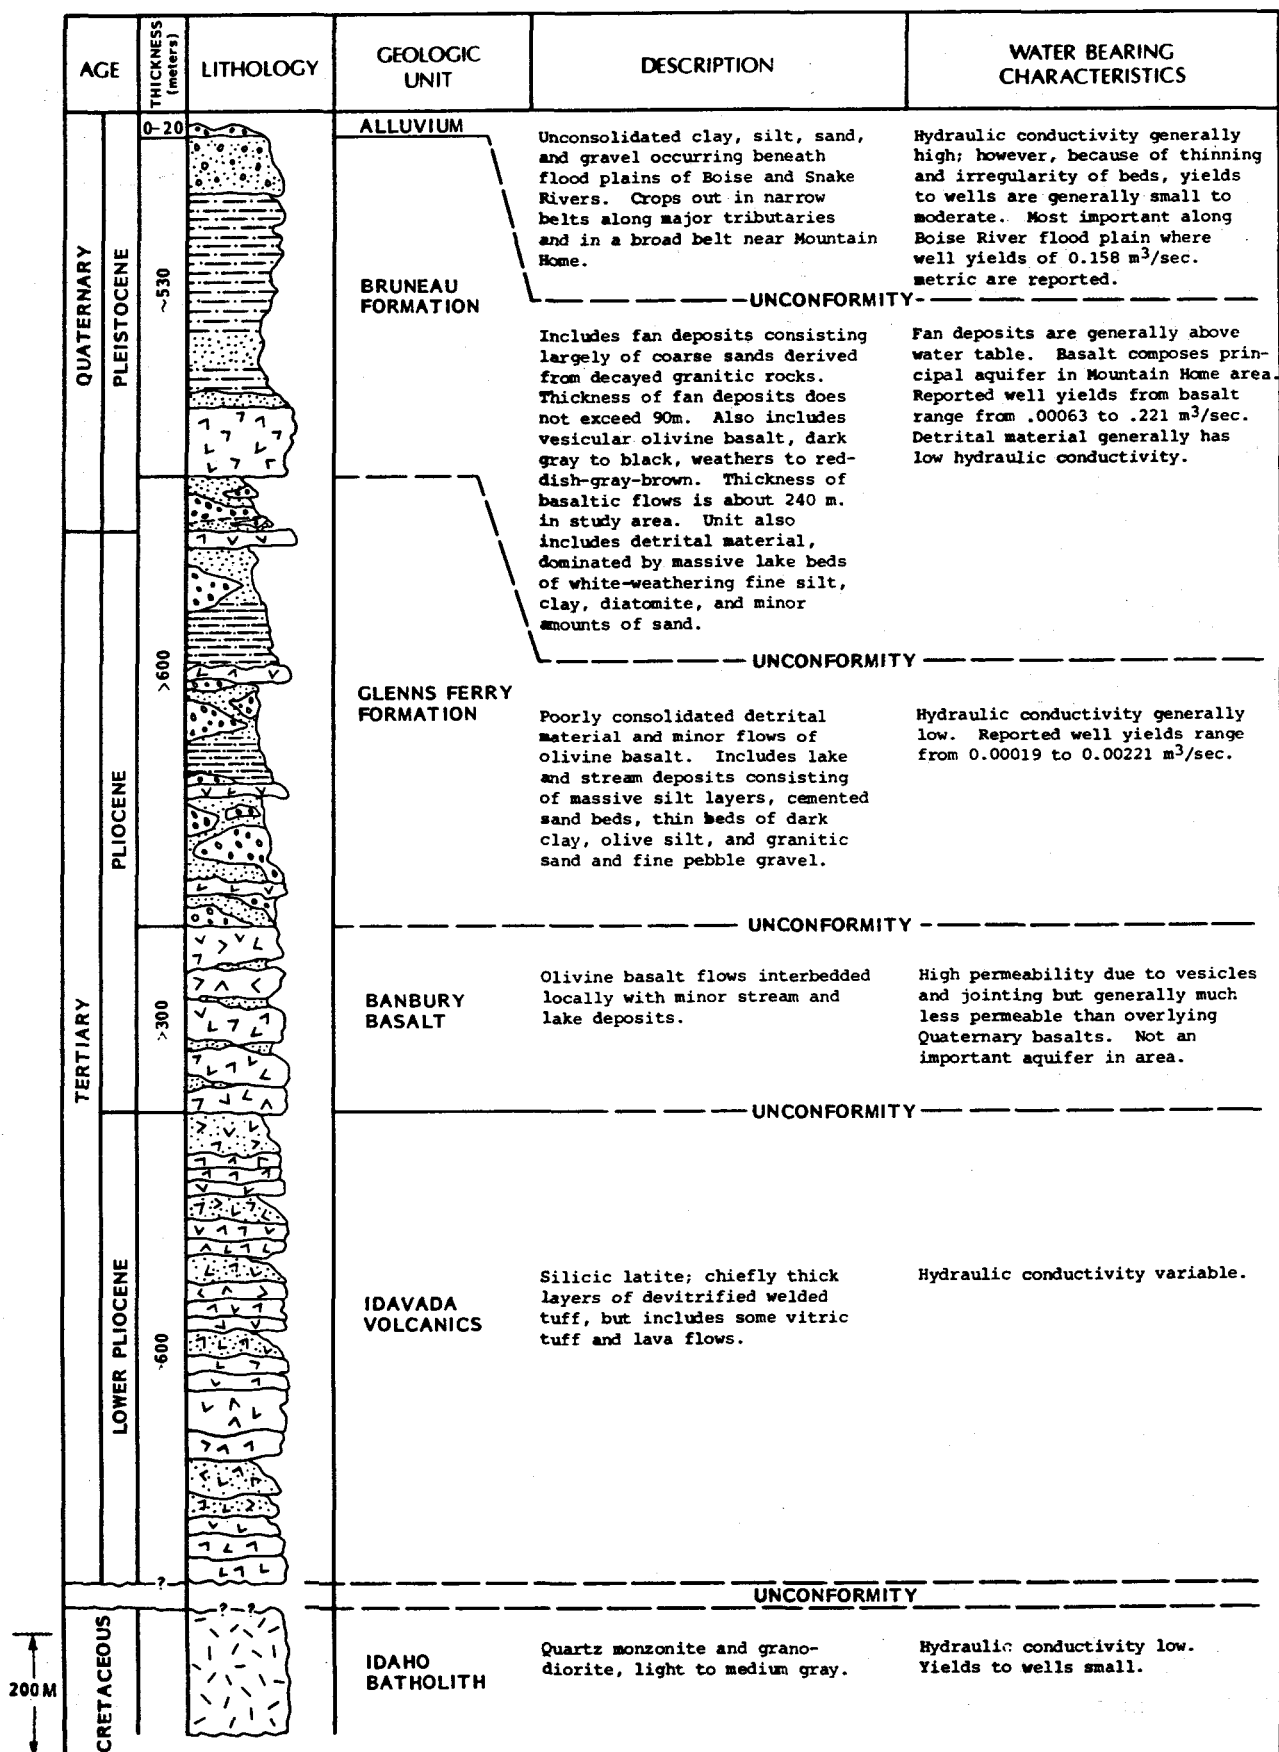 AGE
THICKNESS
(meters)
LITHOLOGY
GEOLOGIC
UNIT
DESCRIPTION
WATER BEARING
CHARACTERISTICS
QUATERNARY
PLEISTOCENE
0-20
ALLUVIUM
Unconsolidated clay, silt, sand,
and gravel occurring beneath
flood plains of Boise and Snake
Rivers. Crops out in narrow
belts along major tributaries
and in a broad belt near Mountain
Home.
Hydraulic conductivity generally
high; however, because of thinning
and irregularity of beds, yields
to wells are generally small to
moderate. Most important along
Boise River flood plain where
well yields of 0.158 m³/sec.
metric are reported.
UNCONFORMITY
~530
BRUNEAU
FORMATION
Includes fan deposits consisting
largely of coarse sands derived
from decayed granitic rocks.
Thickness of fan deposits does
not exceed 90m. Also includes
vesicular olivine basalt, dark
gray to black, weathers to red-
dish-gray-brown. Thickness of
basaltic flows is about 240 m.
in study area. Unit also
includes detrital material,
dominated by massive lake beds
of white-weathering fine silt,
clay, diatomite, and minor
amounts of sand.
Fan deposits are generally above
water table. Basalt composes prin-
cipal aquifer in Mountain Home area.
Reported well yields from basalt
range from .00063 to .221 m³/sec.
Detrital material generally has
low hydraulic conductivity.
UNCONFORMITY
TERTIARY
PLIOCENE
>600
GLENNS FERRY
FORMATION
Poorly consolidated detrital
material and minor flows of
olivine basalt. Includes lake
and stream deposits consisting
of massive silt layers, cemented
sand beds, thin beds of dark
clay, olive silt, and granitic
sand and fine pebble gravel.
Hydraulic conductivity generally
low. Reported well yields range
from 0.00019 to 0.00221 m³/sec.
UNCONFORMITY
>300
BANBURY
BASALT
Olivine basalt flows interbedded
locally with minor stream and
lake deposits.
High permeability due to vesicles
and jointing but generally much
less permeable than overlying
Quaternary basalts. Not an
important aquifer in area.
UNCONFORMITY
LOWER PLIOCENE
~600
IDAVADA
VOLCANICS
Silicic latite; chiefly thick
layers of devitrified welded
tuff, but includes some vitric
tuff and lava flows.
Hydraulic conductivity variable.
?
UNCONFORMITY
? ?
CRETACEOUS
IDAHO
BATHOLITH
Quartz monzonite and grano-
diorite, light to medium gray.
Hydraulic conductivity low.
Yields to wells small.
200M